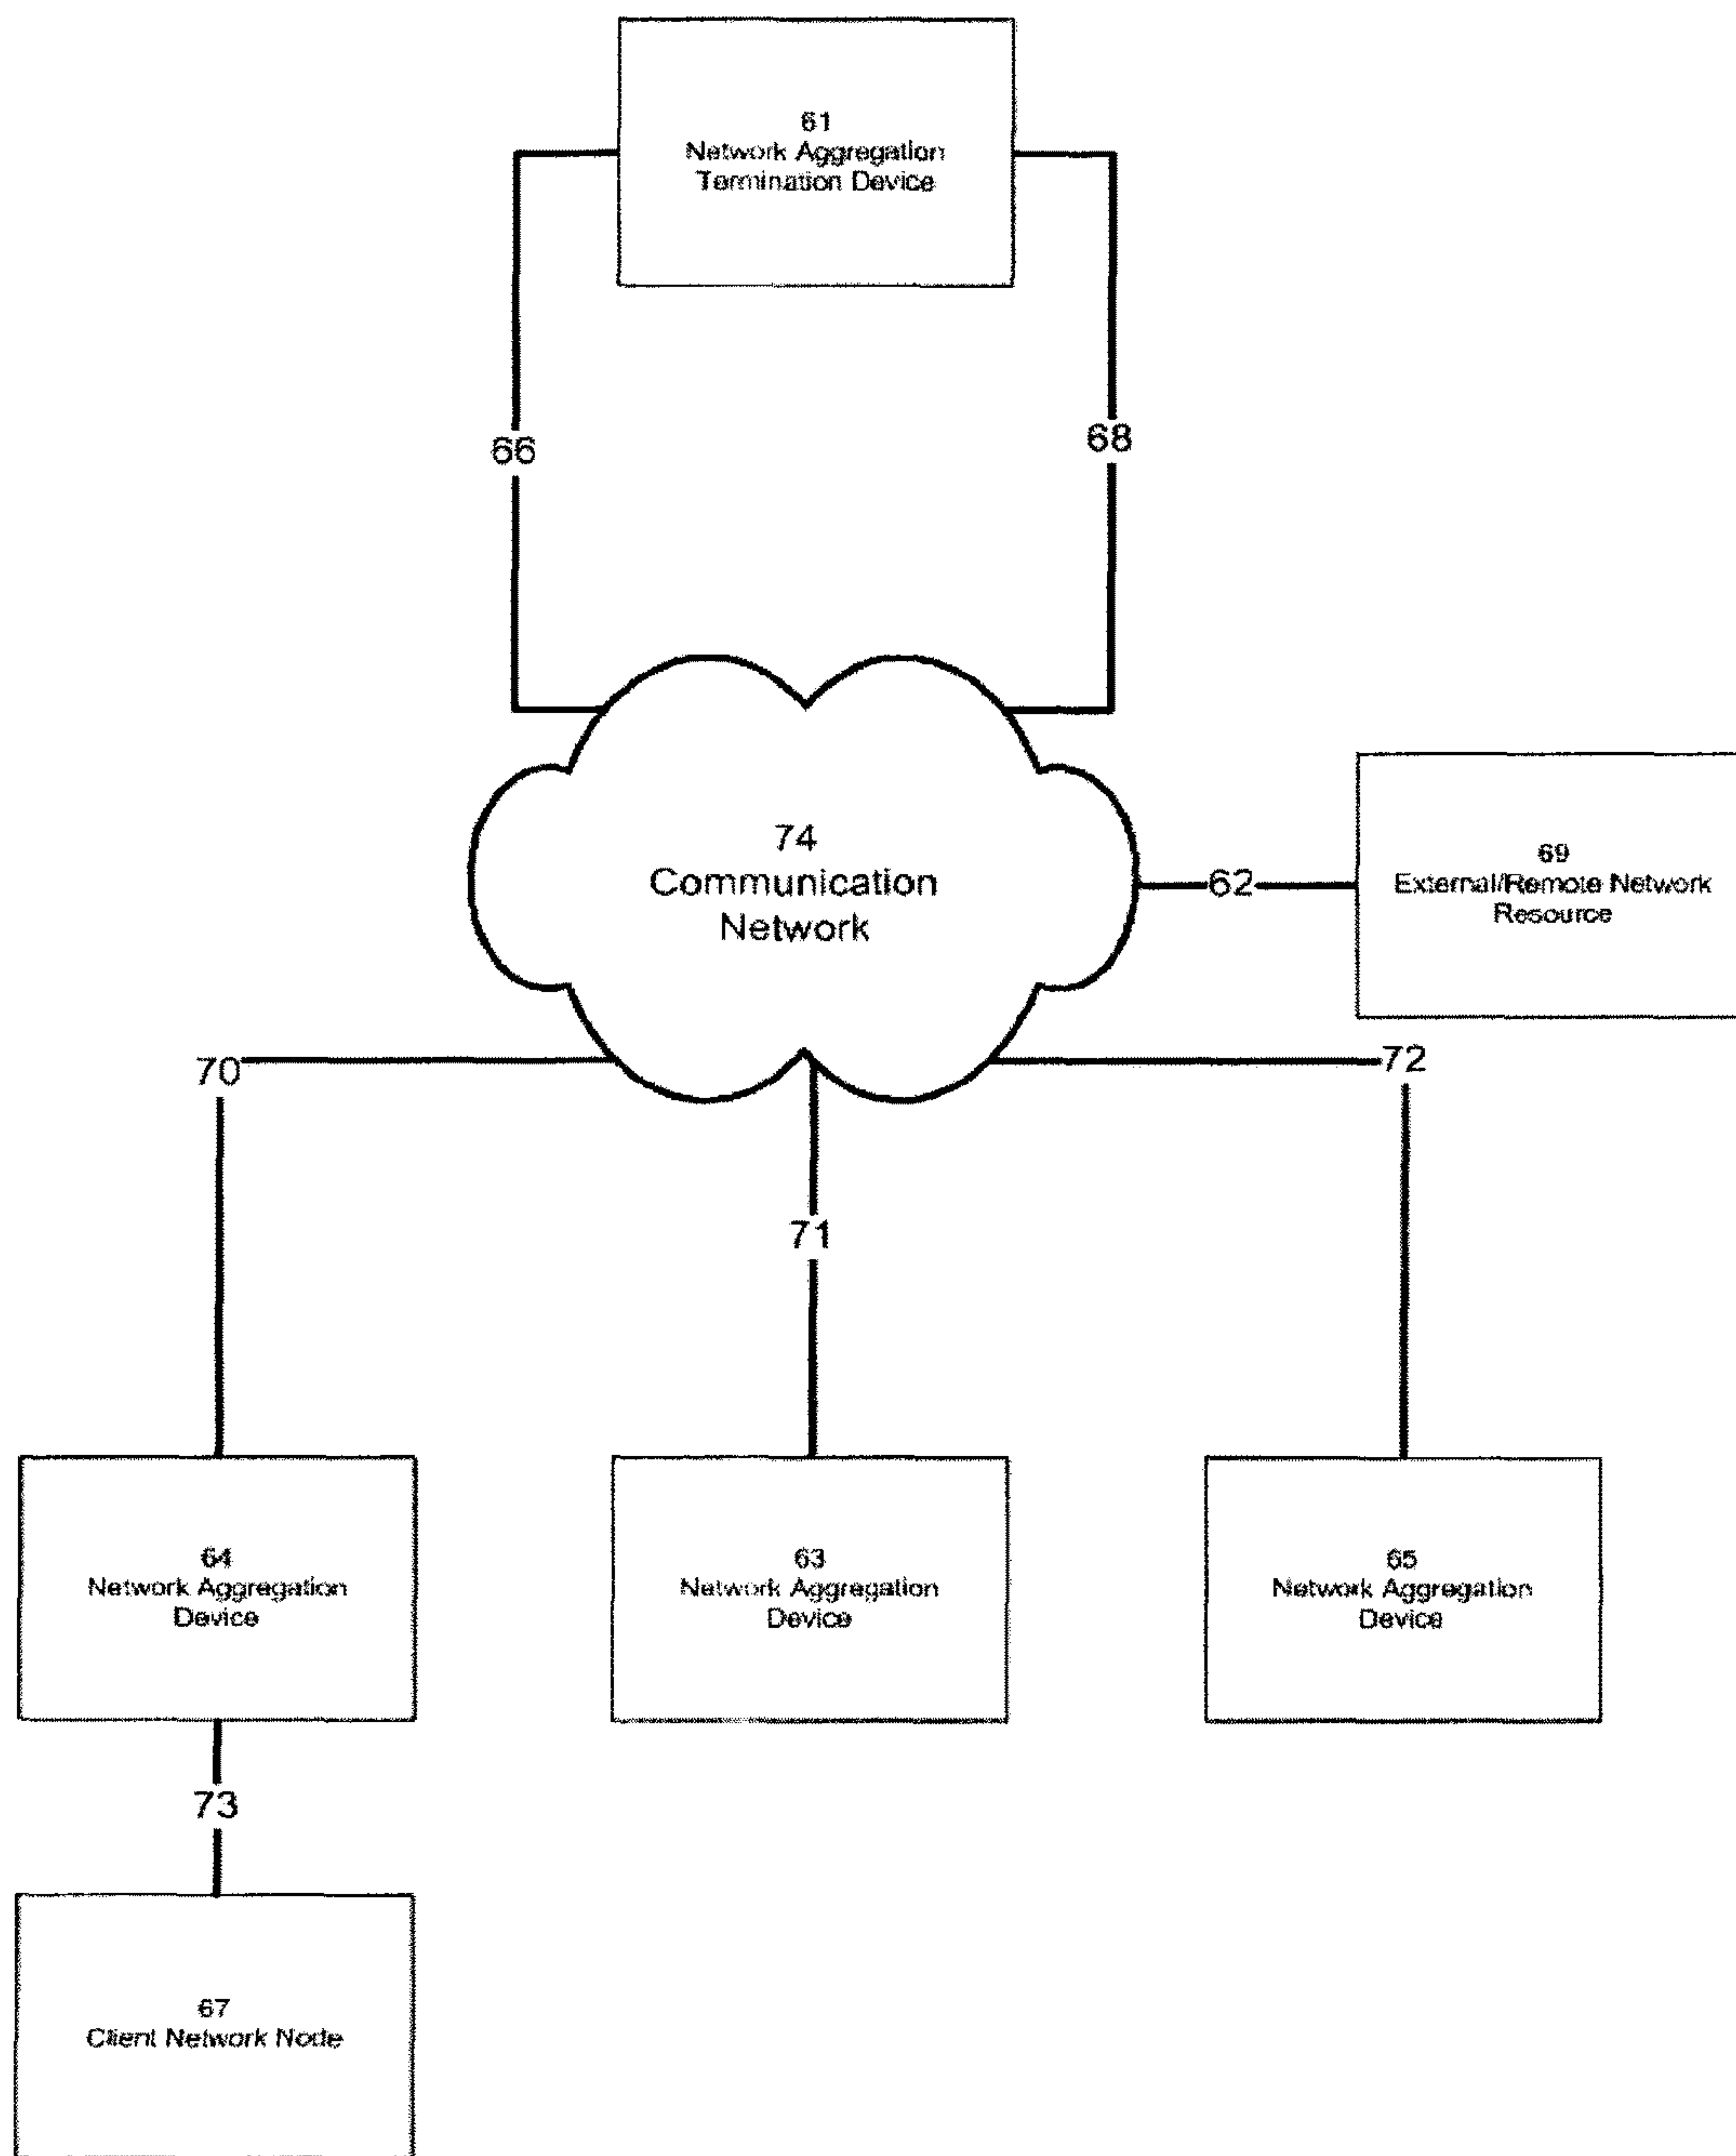 61
Network Aggregation
Termination Device
66
68
74
Communication
Network
62
69
External/Remote Network
Resource
70
72
71
64
Network Aggregation
Device
63
Network Aggregation
Device
65
Network Aggregation
Device
73
67
Client Network Node